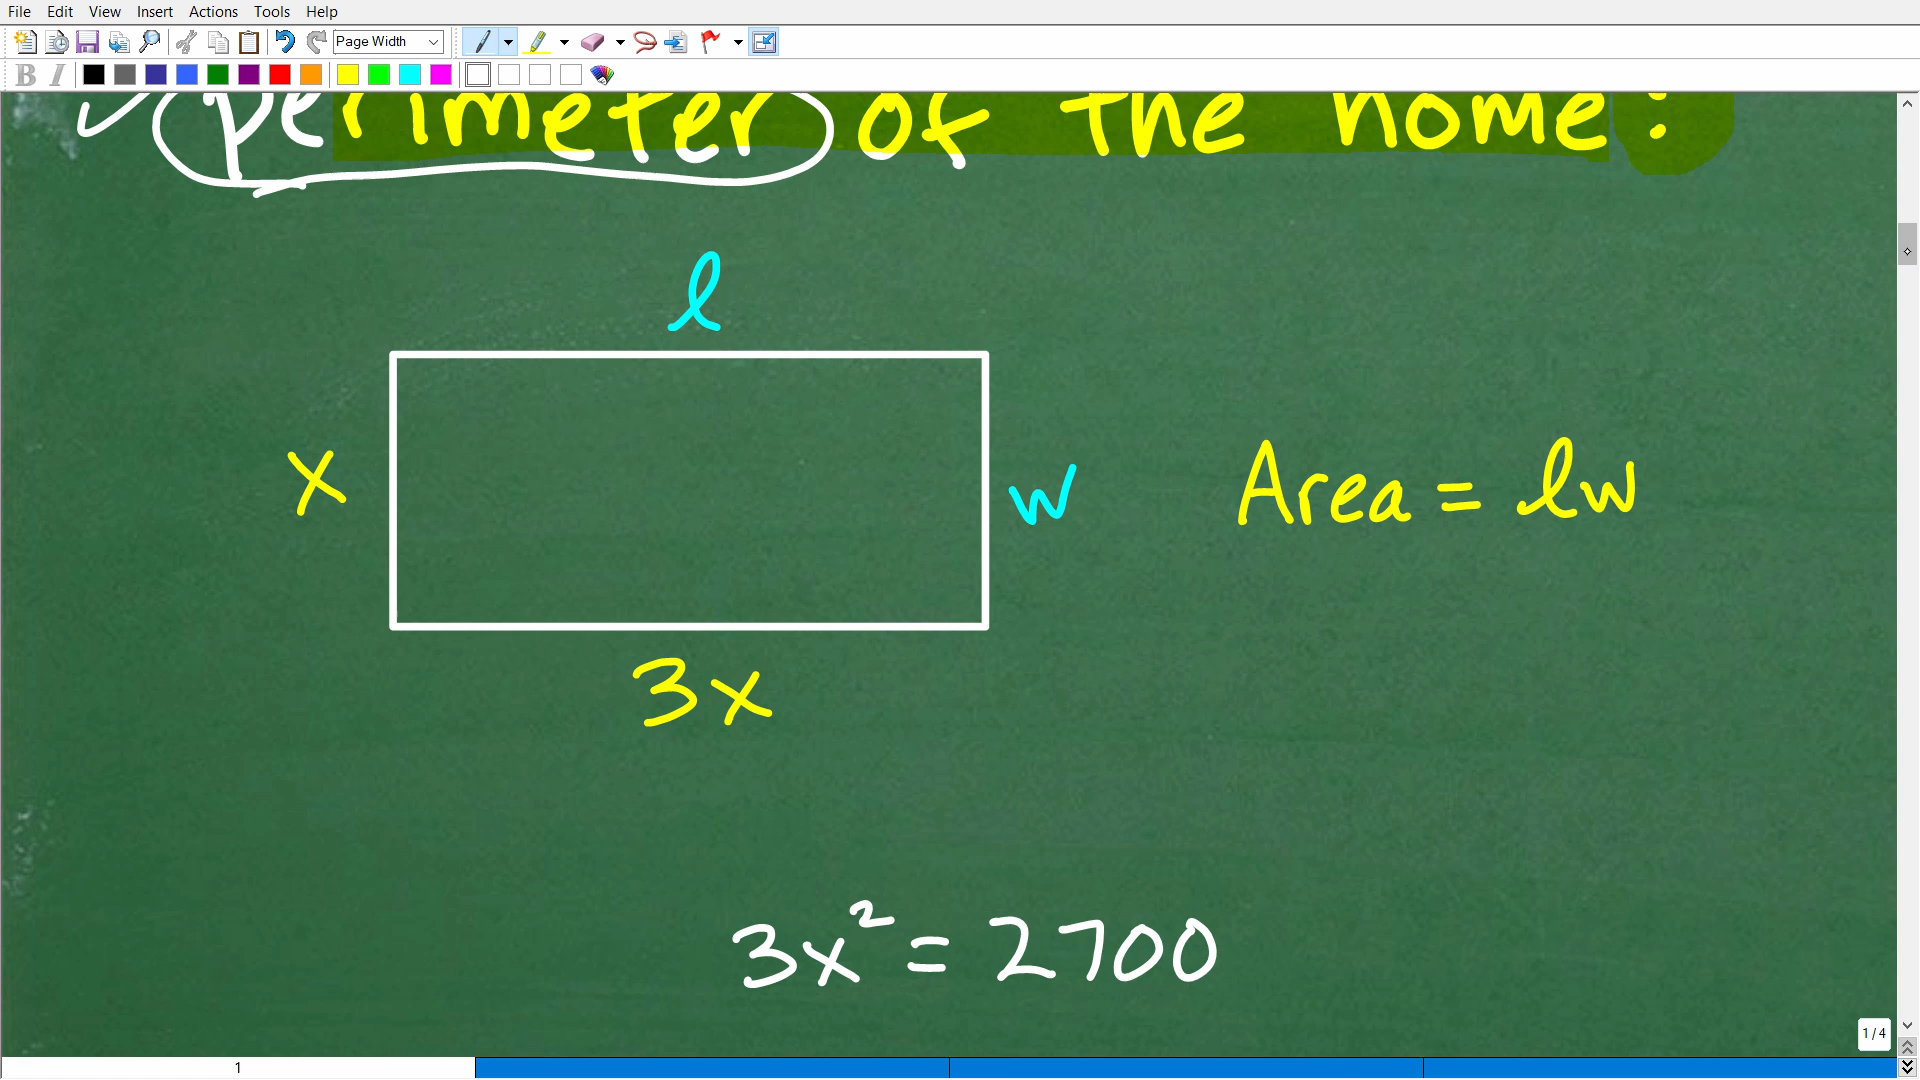 File Edit View Insert Actions Tools Help
Page Width
B I
perimeter of the home:
l
x
w
Area = lw
3x
3x² = 2700
1 / 4
1